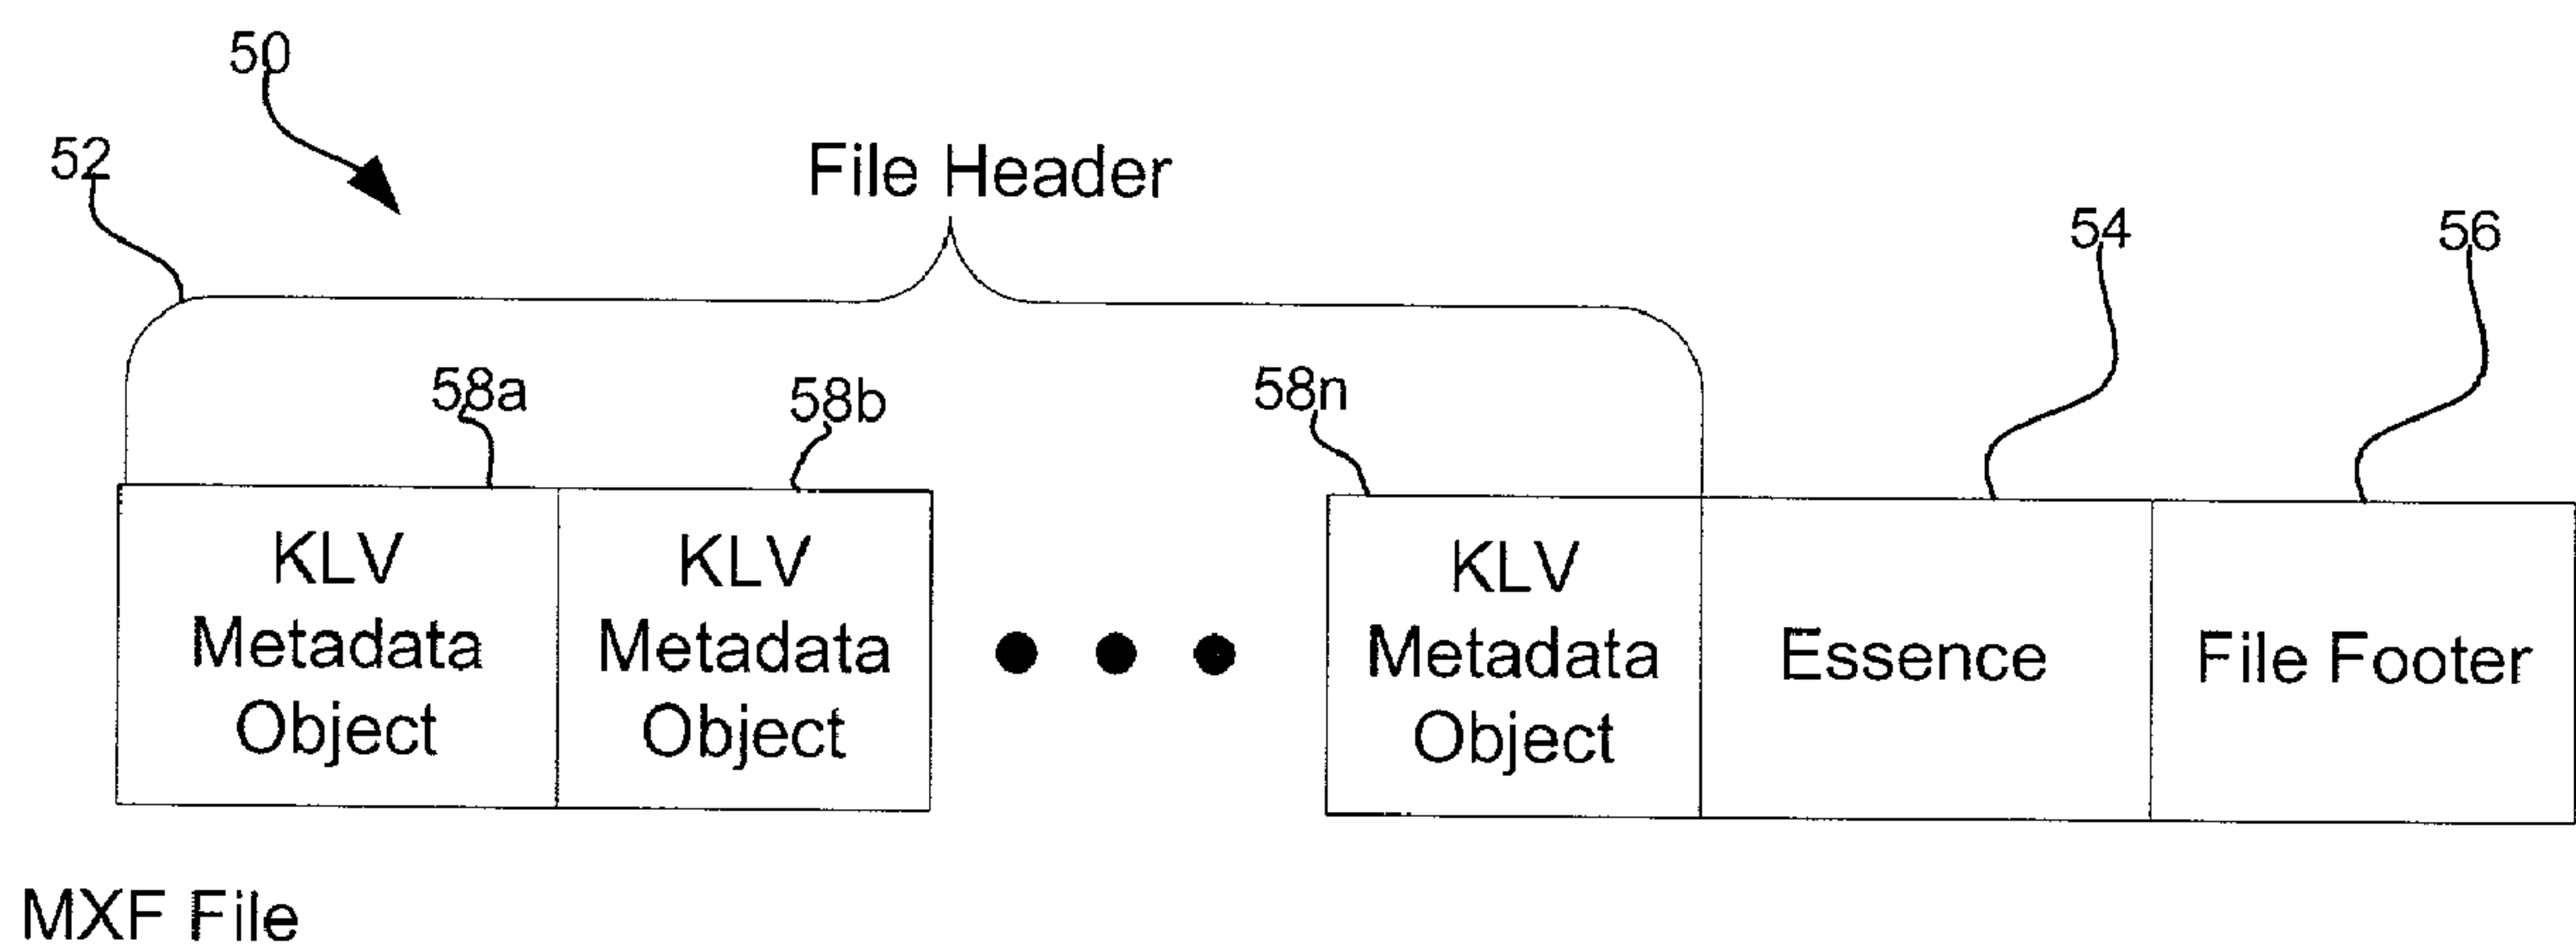 50
52
File Header
54
56
58a
58b
58n
KLV
Metadata
Object
KLV
Metadata
Object
KLV
Metadata
Object
Essence
File Footer
MXF File